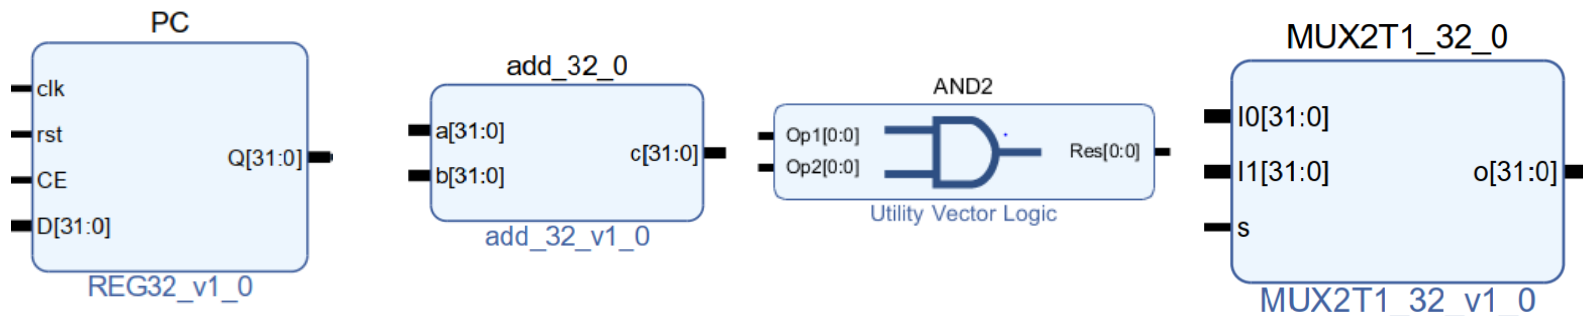 PC
clk
rst
CE
D[31:0]
Q[31:0]
REG32_v1_0
add_32_0
a[31:0]
b[31:0]
c[31:0]
add_32_v1_0
AND2
Op1[0:0]
Op2[0:0]
Res[0:0]
Utility Vector Logic
MUX2T1_32_0
I0[31:0]
I1[31:0]
s
o[31:0]
MUX2T1_32_v1_0